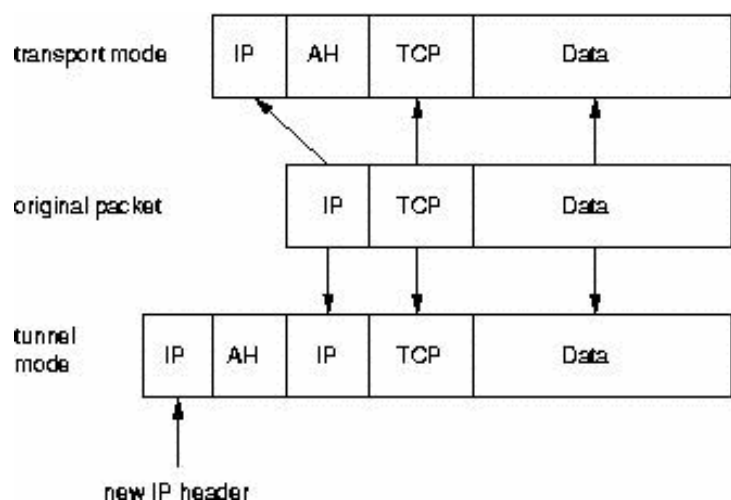 transport mode IP AH TCP Data
original packet IP TCP Data
tunnel
mode
IP AH IP TCP Data
new IP header